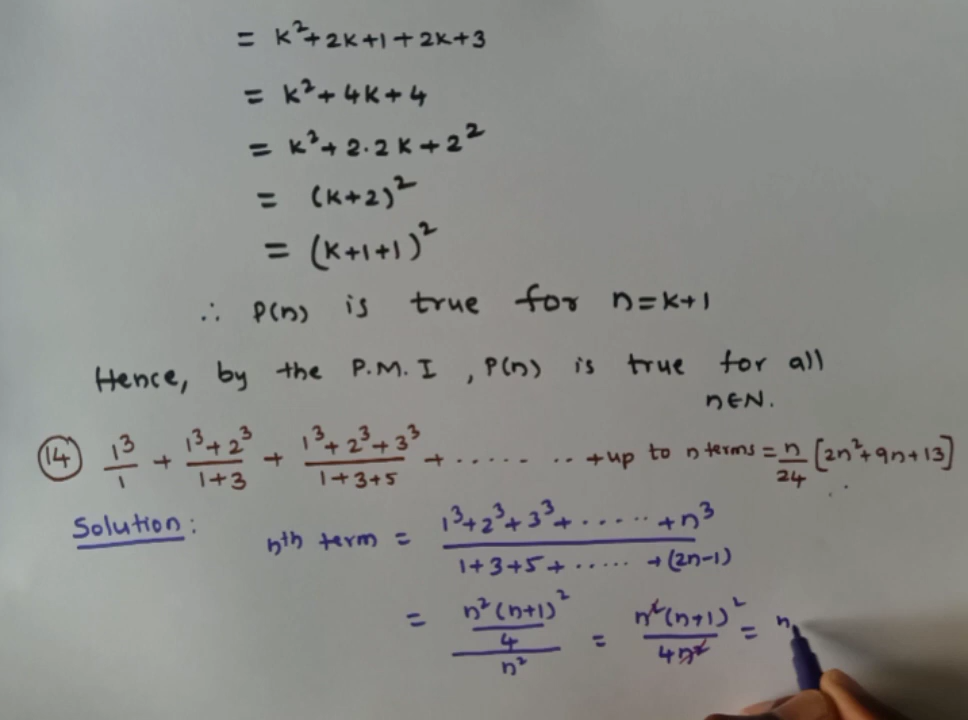 = k²+2k+1+2k+3
= k²+4k+4
= k²+2·2k+2²
= (k+2)²
= (k+1+1)²
∴ P(n) is true for n=k+1
Hence, by the P.M.I, P(n) is true for all
n∈N.
(14) 1³/1 + (1³+2³)/(1+3) + (1³+2³+3³)/(1+3+5) + ........ + up to n terms = n/24 [2n²+9n+13]
Solution: nth term = (1³+2³+3³+......+n³)/(1+3+5+......+(2n-1))
= (n²(n+1)²/4)/n² = n²(n+1)²/4n² = n